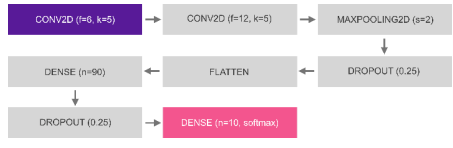 CONV2D (f=6, k=5)
CONV2D (f=12, k=5)
MAXPOOLING2D (s=2)
DROPOUT (0.25)
FLATTEN
DENSE (n=90)
DROPOUT (0.25)
DENSE (n=10, softmax)